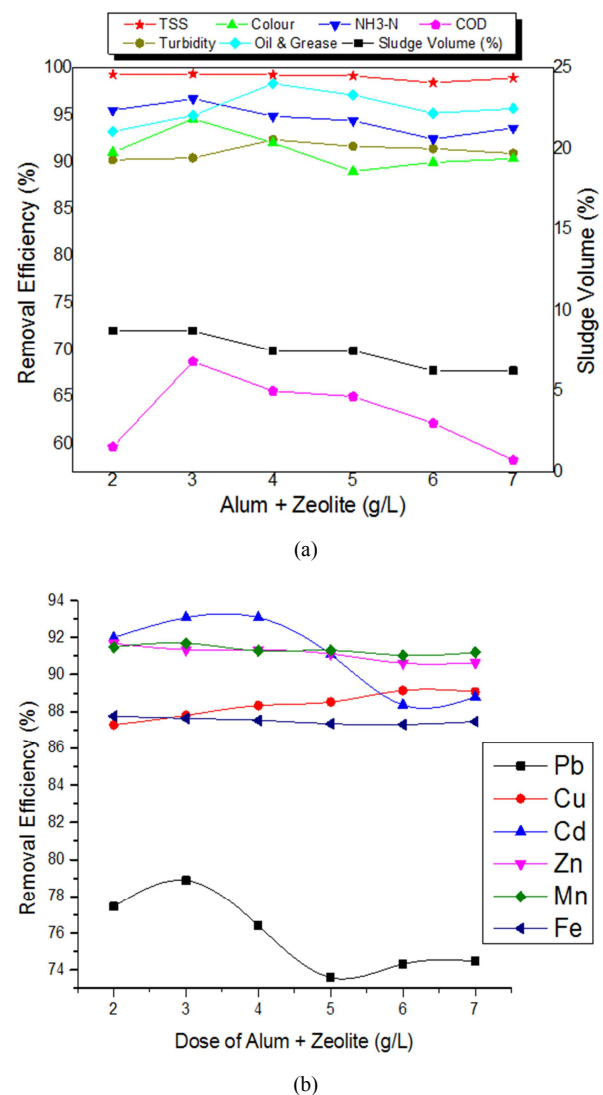 TSS Colour NH3-N COD
Turbidity Oil & Grease Sludge Volume (%)
100
95
90
85
80
75
70
65
60
Removal Efficiency (%)
25
20
15
10
5
0
Sludge Volume (%)
2 3 4 5 6 7
Alum + Zeolite (g/L)
(a)
94
92
90
88
86
84
82
80
78
76
74
Removal Efficiency (%)
Pb
Cu
Cd
Zn
Mn
Fe
2 3 4 5 6 7
Dose of Alum + Zeolite (g/L)
(b)